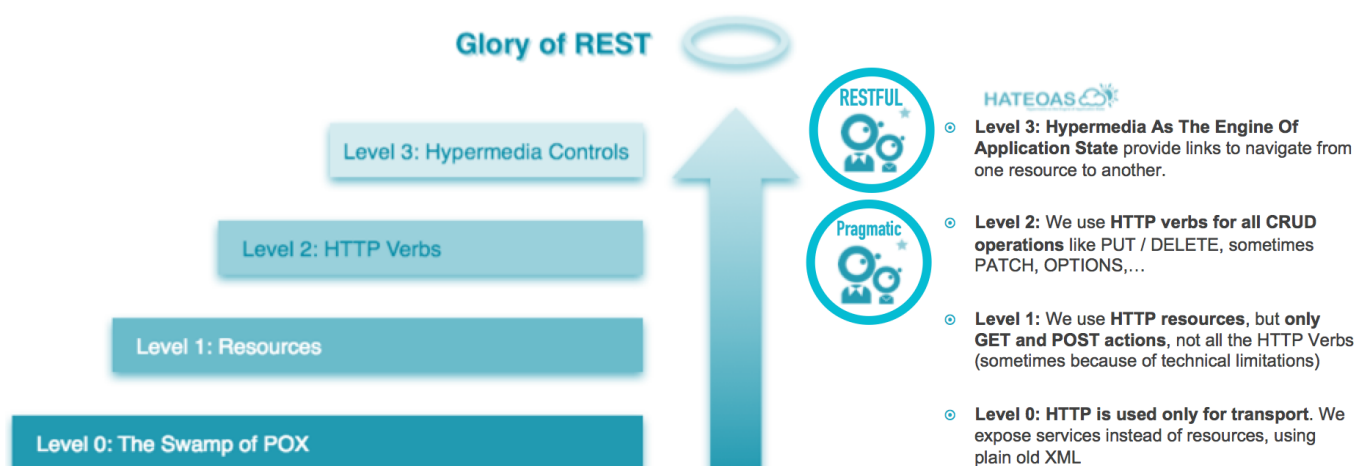 Glory of REST
Level 3: Hypermedia Controls
Level 2: HTTP Verbs
Level 1: Resources
Level 0: The Swamp of POX
RESTFUL
Pragmatic
HATEOAS
Level 3: Hypermedia As The Engine Of
Application State provide links to navigate from
one resource to another.
Level 2: We use HTTP verbs for all CRUD
operations like PUT / DELETE, sometimes
PATCH, OPTIONS,…
Level 1: We use HTTP resources, but only
GET and POST actions, not all the HTTP Verbs
(sometimes because of technical limitations)
Level 0: HTTP is used only for transport. We
expose services instead of resources, using
plain old XML